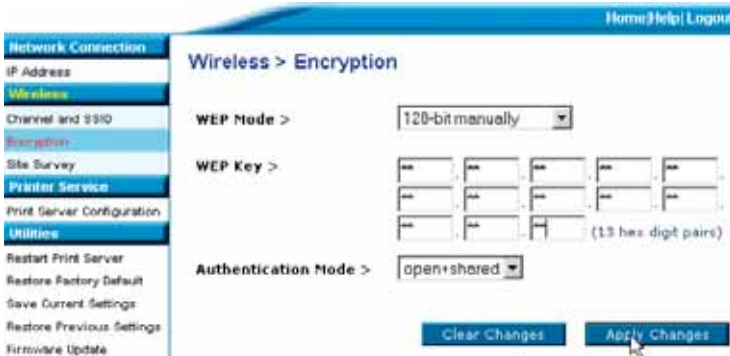 Home|Help|Logout
Network Connection
IP Address
Wireless
Channel and SSID
Encryption
Site Survey
Printer Service
Print Server Configuration
Utilities
Restart Print Server
Restore Factory Default
Save Current Settings
Restore Previous Settings
Firmware Update
Wireless > Encryption
WEP Mode >
128-bit manually
WEP Key >
** . ** . ** . ** . ** .
** . ** . ** . ** . ** .
** . ** . ** (13 hex digit pairs)
Authentication Mode >
open+shared
Clear Changes
Apply Changes